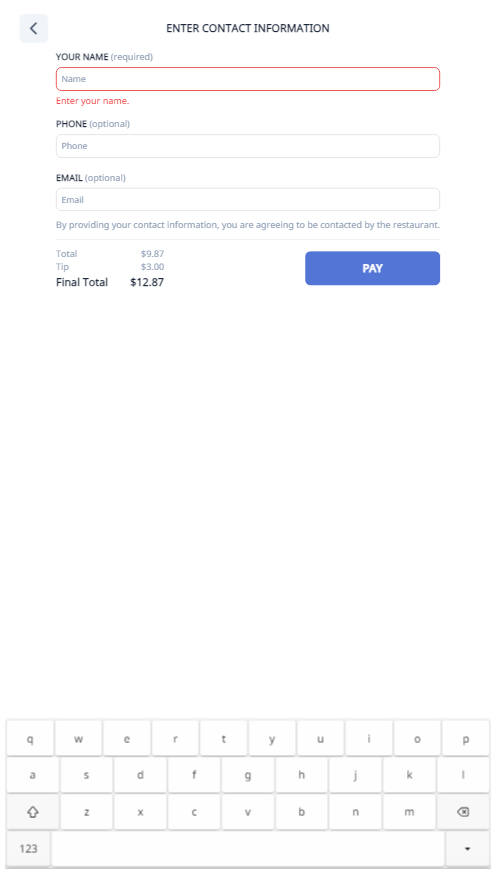 ENTER CONTACT INFORMATION
YOUR NAME (required)
Name
Enter your name.
PHONE (optional)
Phone
EMAIL (optional)
Email
By providing your contact information, you are agreeing to be contacted by the restaurant.
Total $9.87
Tip $3.00
Final Total $12.87
PAY
q w e r t y u i o p
a s d f g h j k l
z x c v b n m
123